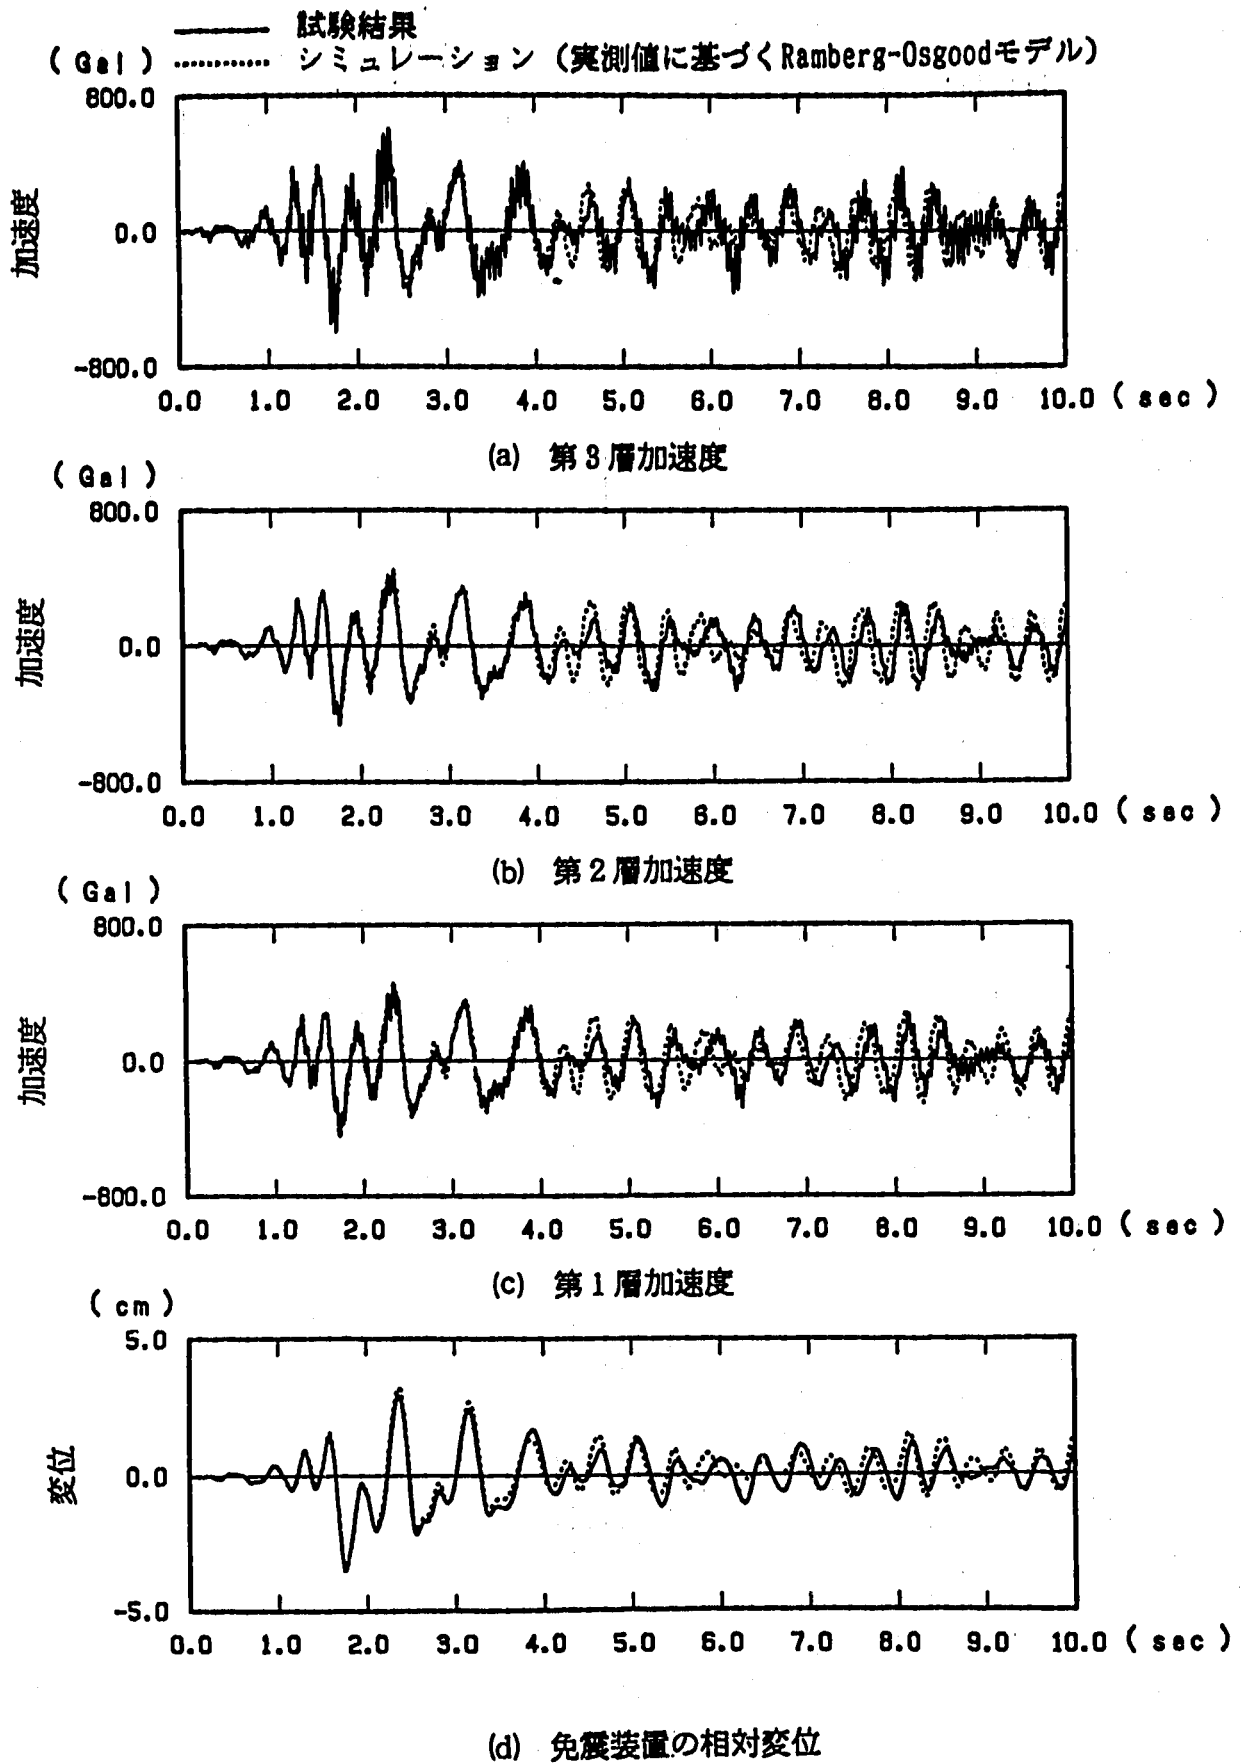 試験結果
(Gal) シミュレーション(実測値に基づくRamberg-Osgoodモデル)
800.0
加速度
0.0
-800.0
0.0 1.0 2.0 3.0 4.0 5.0 6.0 7.0 8.0 9.0 10.0 (sec)
(a) 第3層加速度
(Gal)
800.0
加速度
0.0
-800.0
0.0 1.0 2.0 3.0 4.0 5.0 6.0 7.0 8.0 9.0 10.0 (sec)
(b) 第2層加速度
(Gal)
800.0
加速度
0.0
-800.0
0.0 1.0 2.0 3.0 4.0 5.0 6.0 7.0 8.0 9.0 10.0 (sec)
(c) 第1層加速度
(cm)
5.0
変位
0.0
-5.0
0.0 1.0 2.0 3.0 4.0 5.0 6.0 7.0 8.0 9.0 10.0 (sec)
(d) 免震装置の相対変位